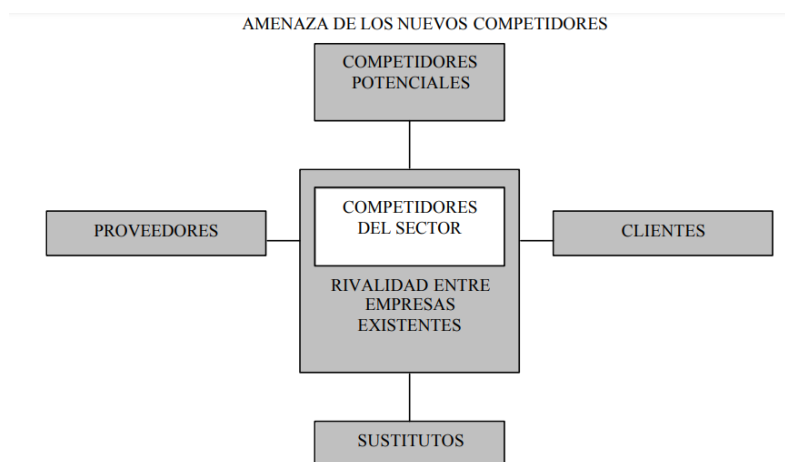 AMENAZA DE LOS NUEVOS COMPETIDORES
COMPETIDORES
POTENCIALES
COMPETIDORES
DEL SECTOR
PROVEEDORES
CLIENTES
RIVALIDAD ENTRE
EMPRESAS
EXISTENTES
SUSTITUTOS